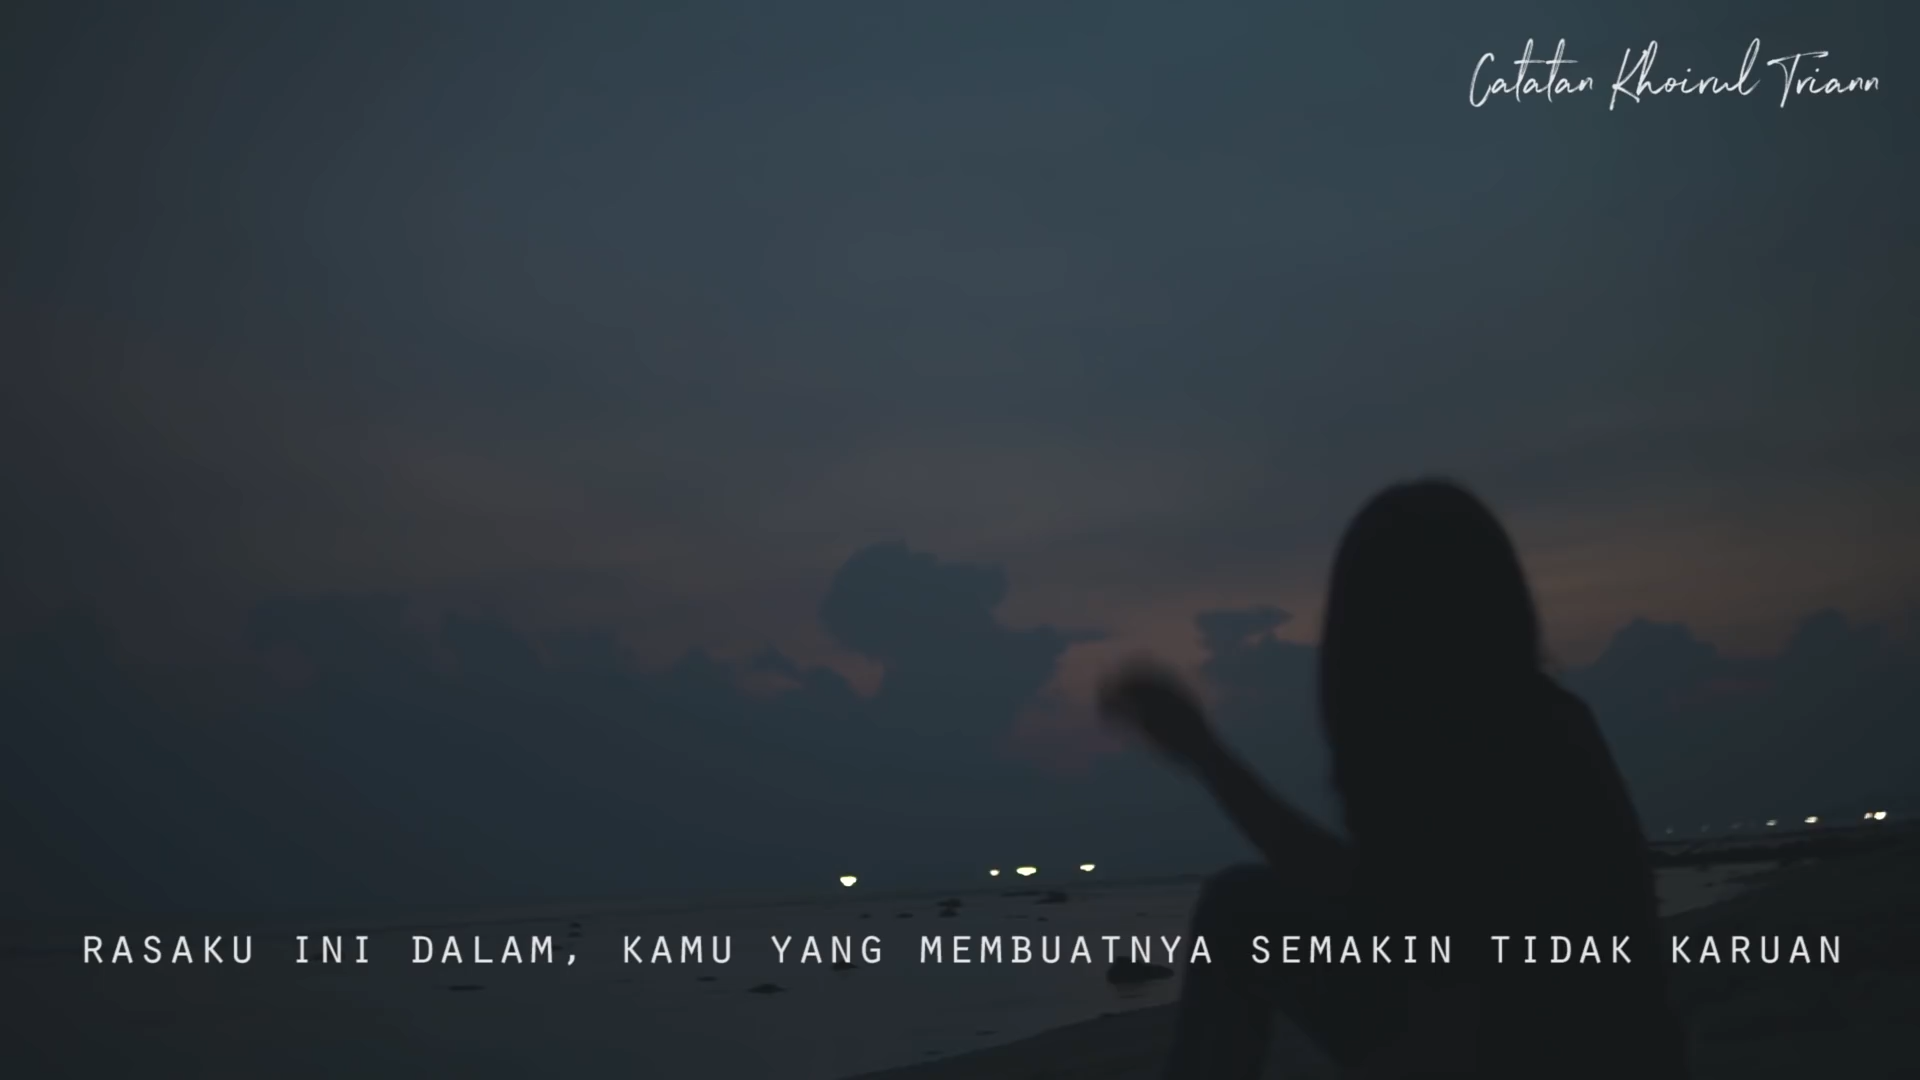 Catatan Khoirul Triann
RASAKU INI DALAM, KAMU YANG MEMBUATNYA SEMAKIN TIDAK KARUAN